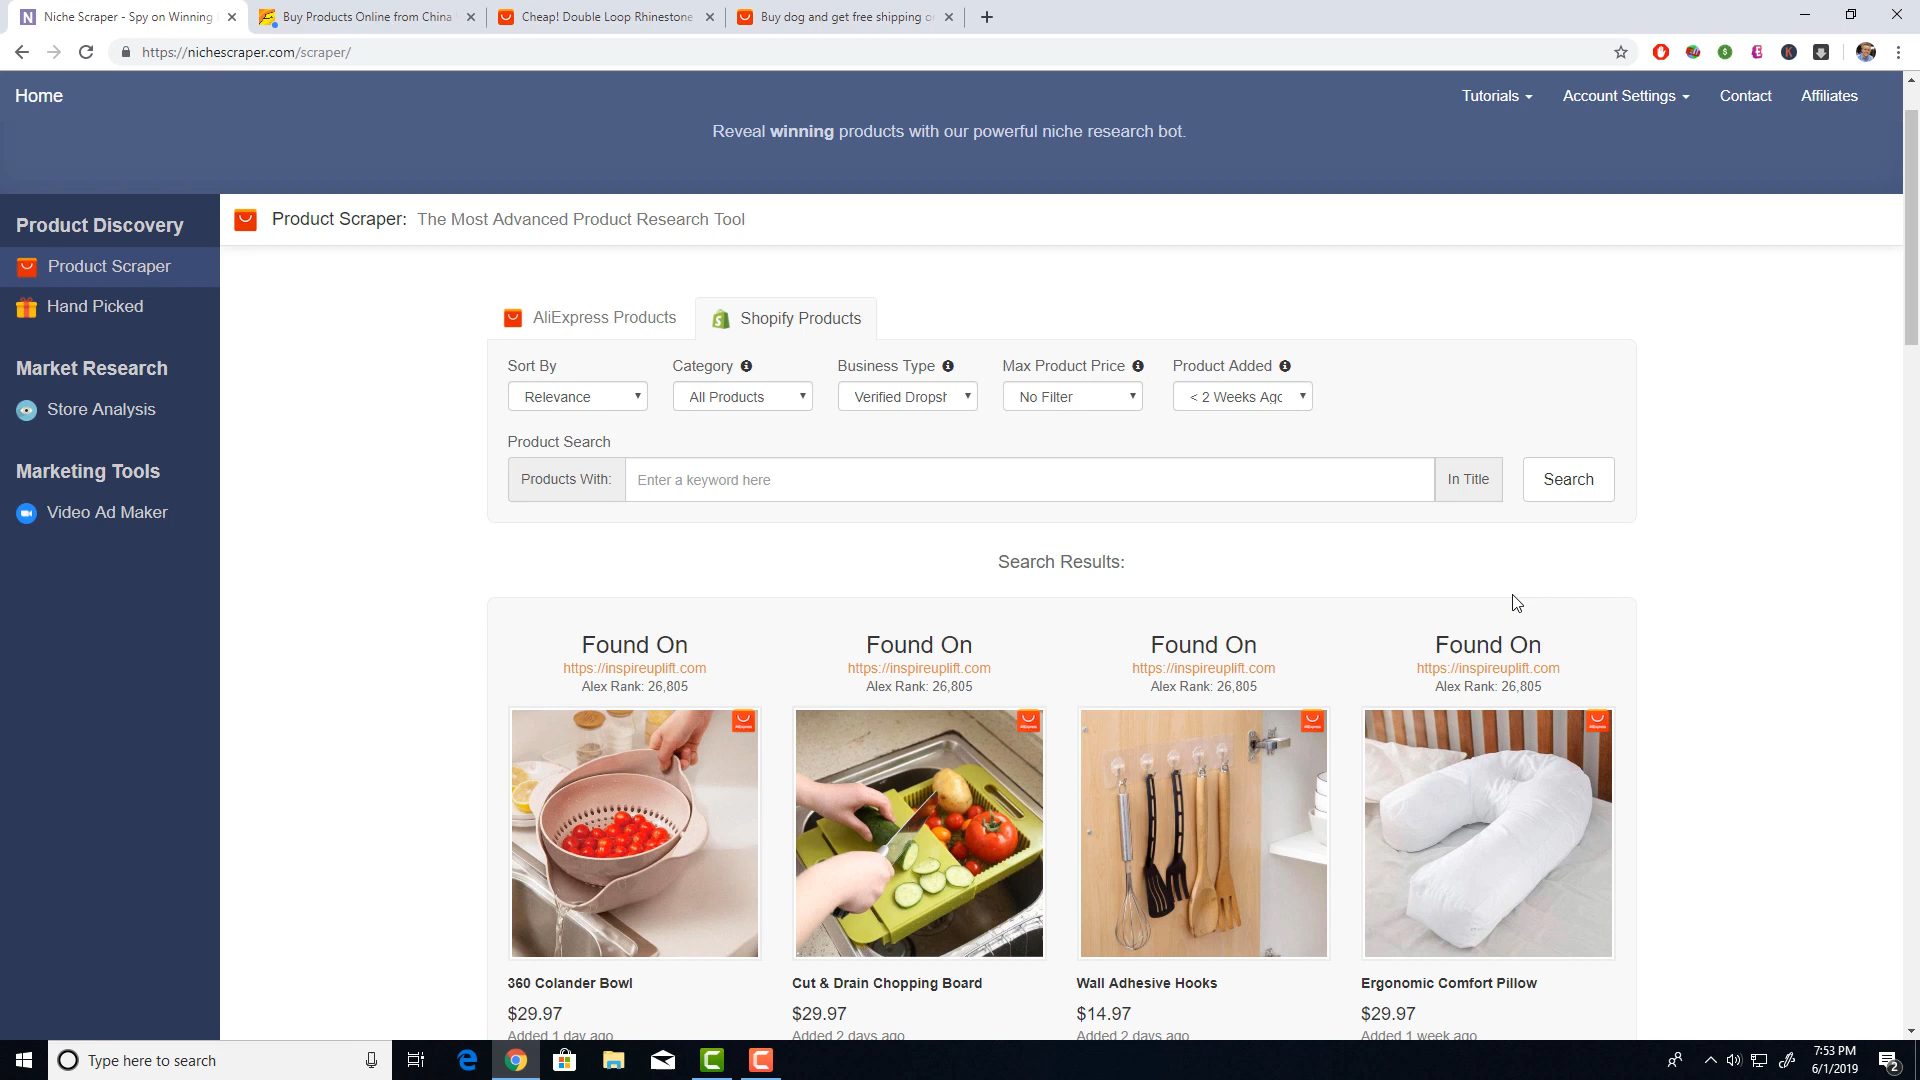 Niche Scraper - Spy on Winning
Buy Products Online from China
Cheap! Double Loop Rhinestone
Buy dog and get free shipping o
https://nichescraper.com/scraper/
Home
Tutorials
Account Settings
Contact
Affiliates
Reveal winning products with our powerful niche research bot.
Product Discovery
Product Scraper
Hand Picked
Market Research
Store Analysis
Marketing Tools
Video Ad Maker
Product Scraper: The Most Advanced Product Research Tool
AliExpress Products
Shopify Products
Sort By
Category
Business Type
Max Product Price
Product Added
Relevance
All Products
Verified Dropsh
No Filter
< 2 Weeks Ago
Product Search
Products With:
Enter a keyword here
In Title
Search
Search Results:
Found On
https://inspireuplift.com
Alex Rank: 26,805
Found On
https://inspireuplift.com
Alex Rank: 26,805
Found On
https://inspireuplift.com
Alex Rank: 26,805
Found On
https://inspireuplift.com
Alex Rank: 26,805
360 Colander Bowl
$29.97
Added 1 day ago
Cut & Drain Chopping Board
$29.97
Added 2 days ago
Wall Adhesive Hooks
$14.97
Added 2 days ago
Ergonomic Comfort Pillow
$29.97
Added 1 week ago
Type here to search
7:53 PM
6/1/2019
2